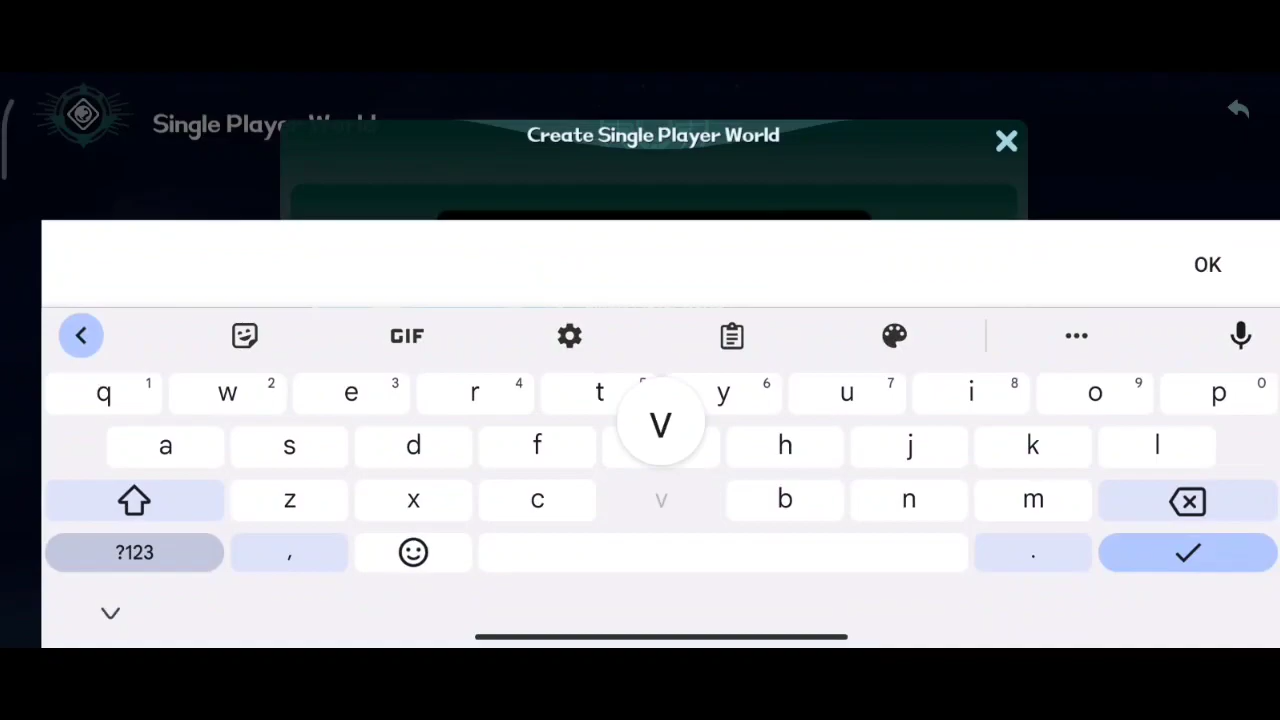 Single Player World
Create Single Player World
OK
GIF
q 1 w 2 e 3 r 4 t y 6 u 7 i 8 o 9 p 0
a s d f h j k l
V
z x c v b n m
?123 , .